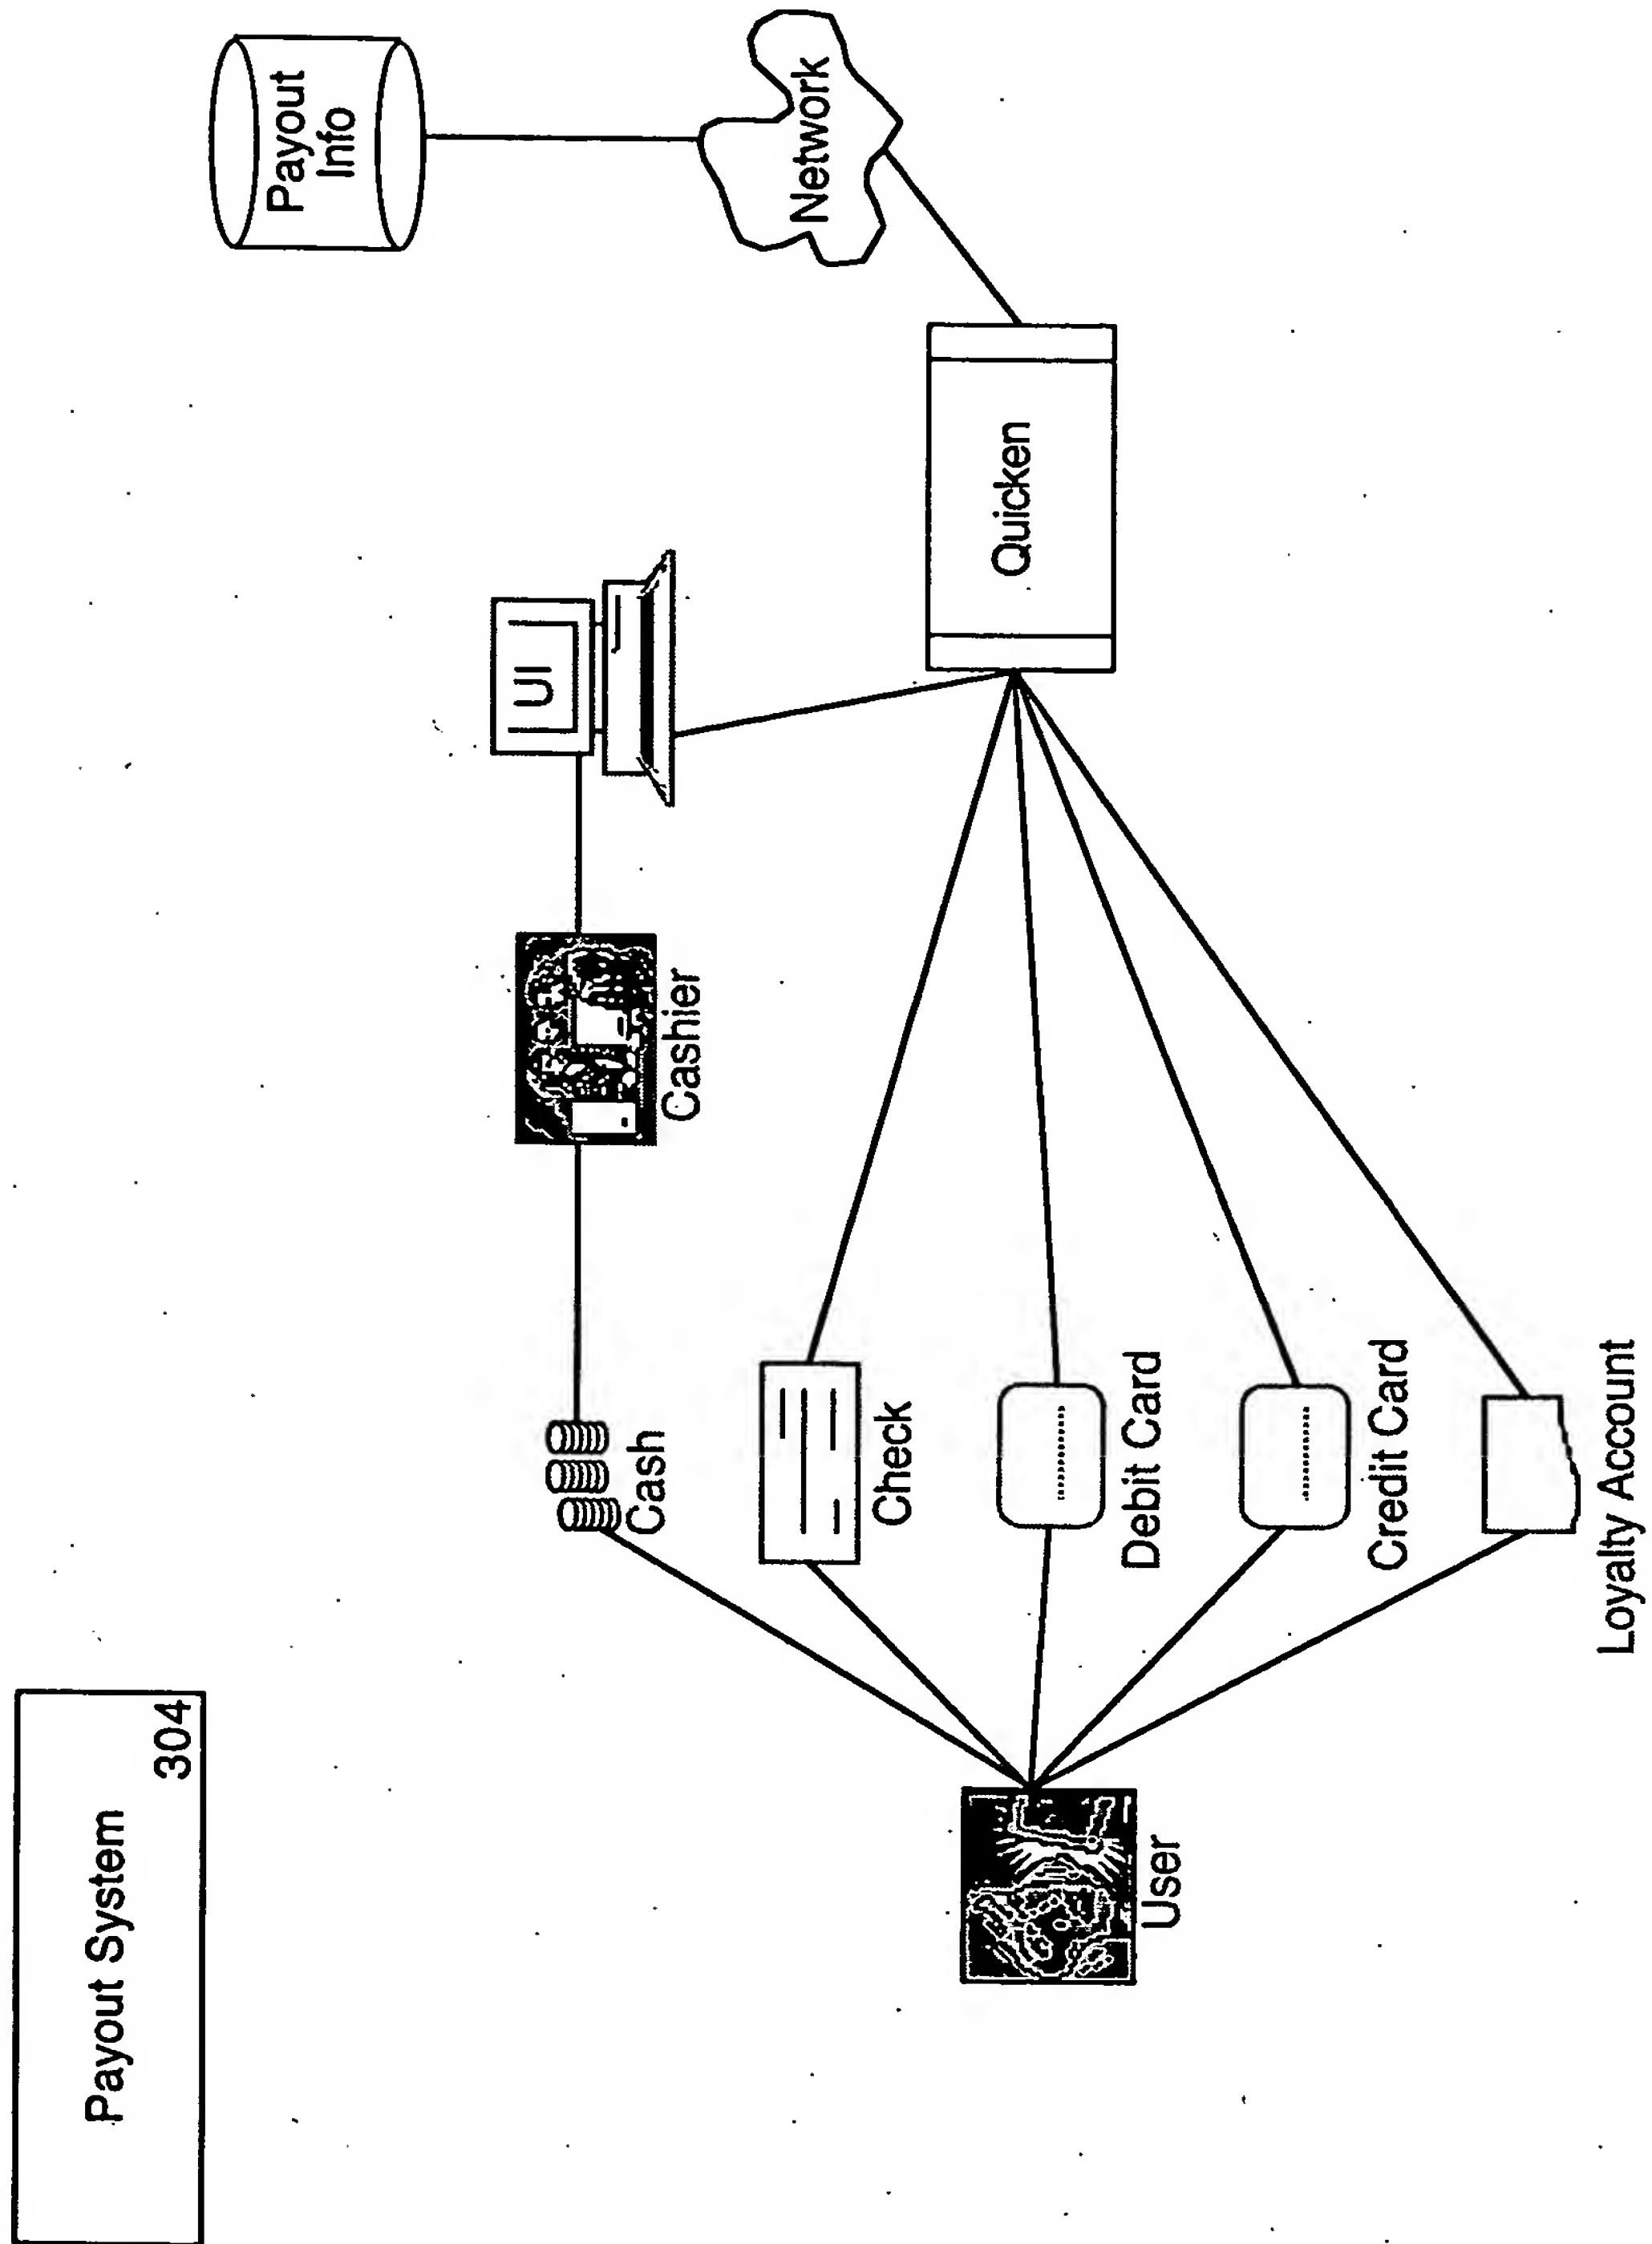 Payout System
304
Payout
Info
UI
Network
Cashier
Cash
Quicken
Check
Debit Card
User
Credit Card
Loyalty Account